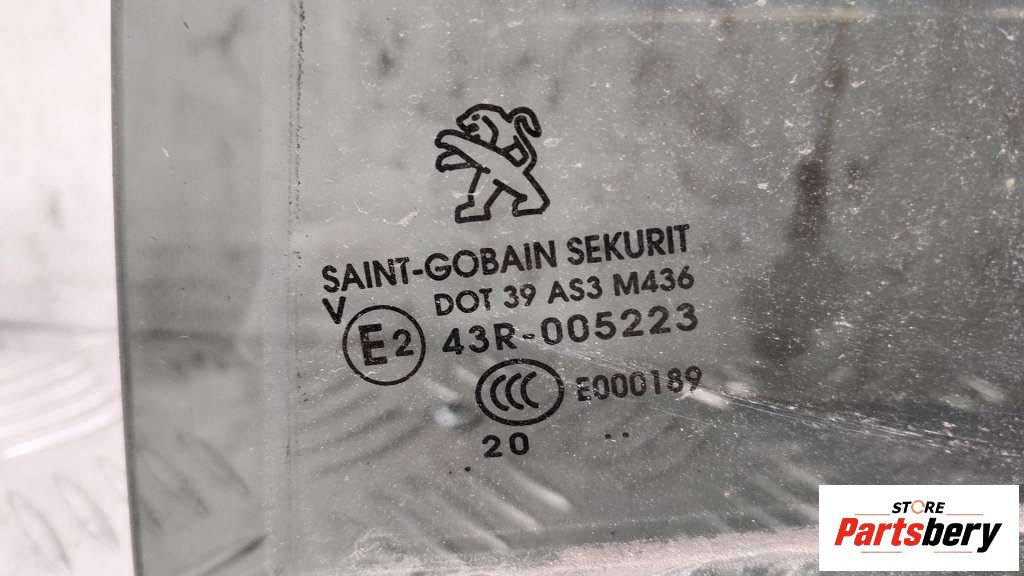 SAINT-GOBAIN SEKURIT
V DOT 39 AS3 M436
E2 43R-005223
CCC E000189
. 20 ..
STORE
Partsbery